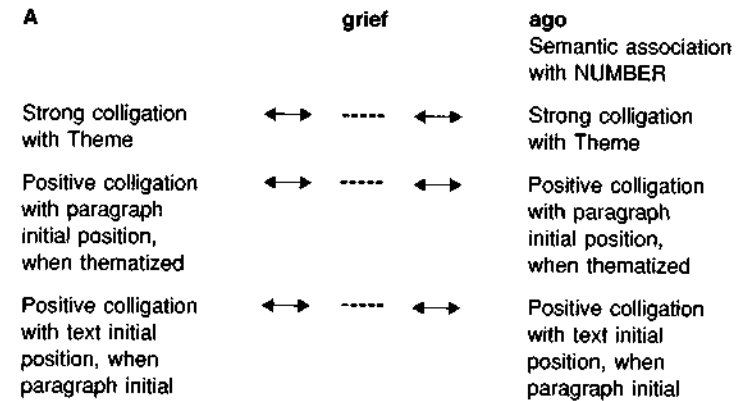 A grief ago
Semantic association
with NUMBER
Strong colligation ----- Strong colligation
with Theme with Theme
Positive colligation ----- Positive colligation
with paragraph with paragraph
initial position, initial position,
when thematized when thematized
Positive colligation ----- Positive colligation
with text initial with text initial
position, when position, when
paragraph initial paragraph initial